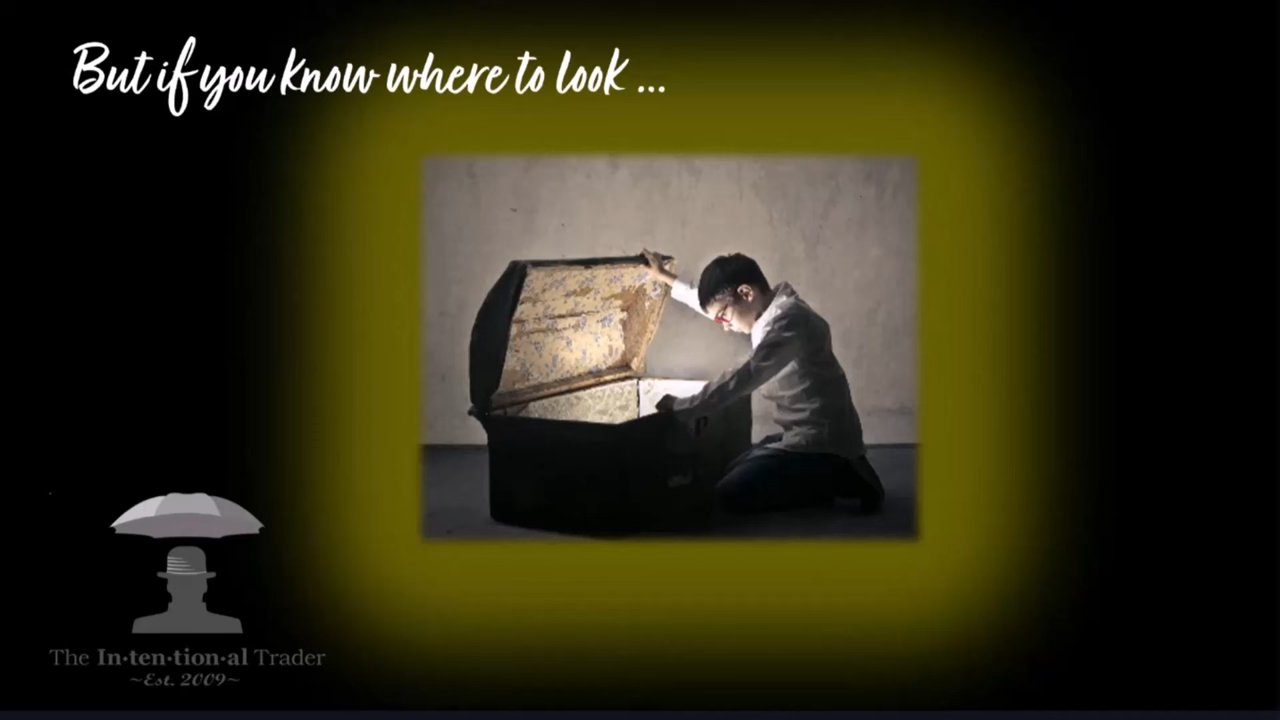 But if you know where to look ...
The In·ten·tion·al Trader
~Est. 2009~